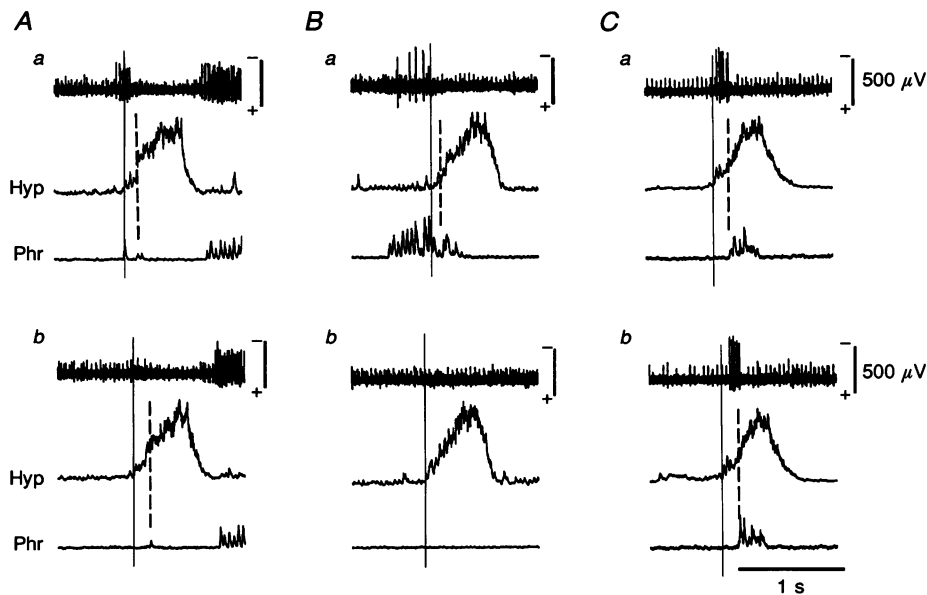 A B C
a a a
− − −
500 μV
+ + +
Hyp
Phr
b b b
− − −
500 μV
+ + +
Hyp
Phr
1 s